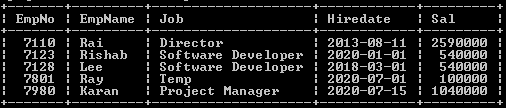 EmpNo | EmpName | Job | Hiredate | Sal
7110 | Rai | Director | 2013-08-11 | 2590000
7123 | Rishab | Software Developer | 2020-01-01 | 540000
7128 | Lee | Software Developer | 2018-03-01 | 540000
7801 | Ray | Temp | 2020-07-01 | 100000
7980 | Karan | Project Manager | 2020-07-15 | 1040000